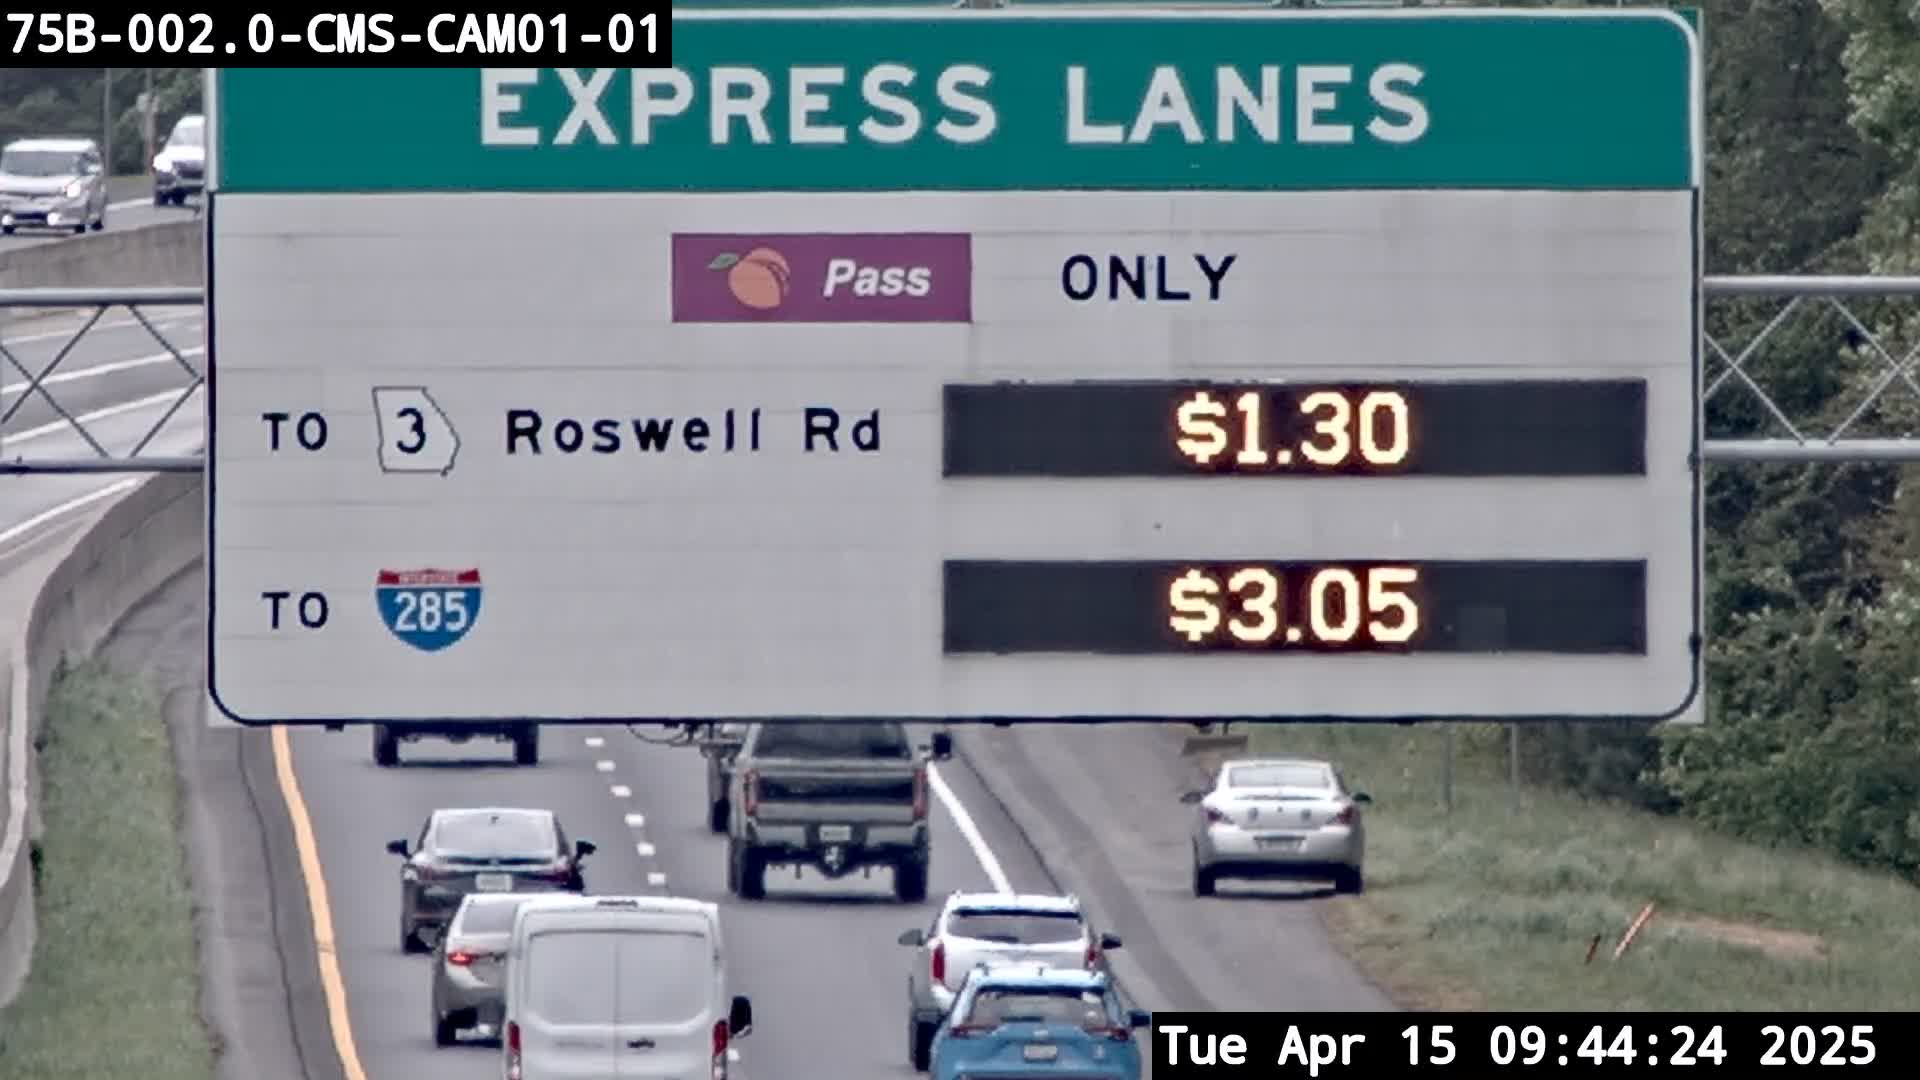 75B-002.0-CMS-CAM01-01
EXPRESS LANES
Pass ONLY
TO 3 Roswell Rd $1.30
TO 285 $3.05
Tue Apr 15 09:44:24 2025